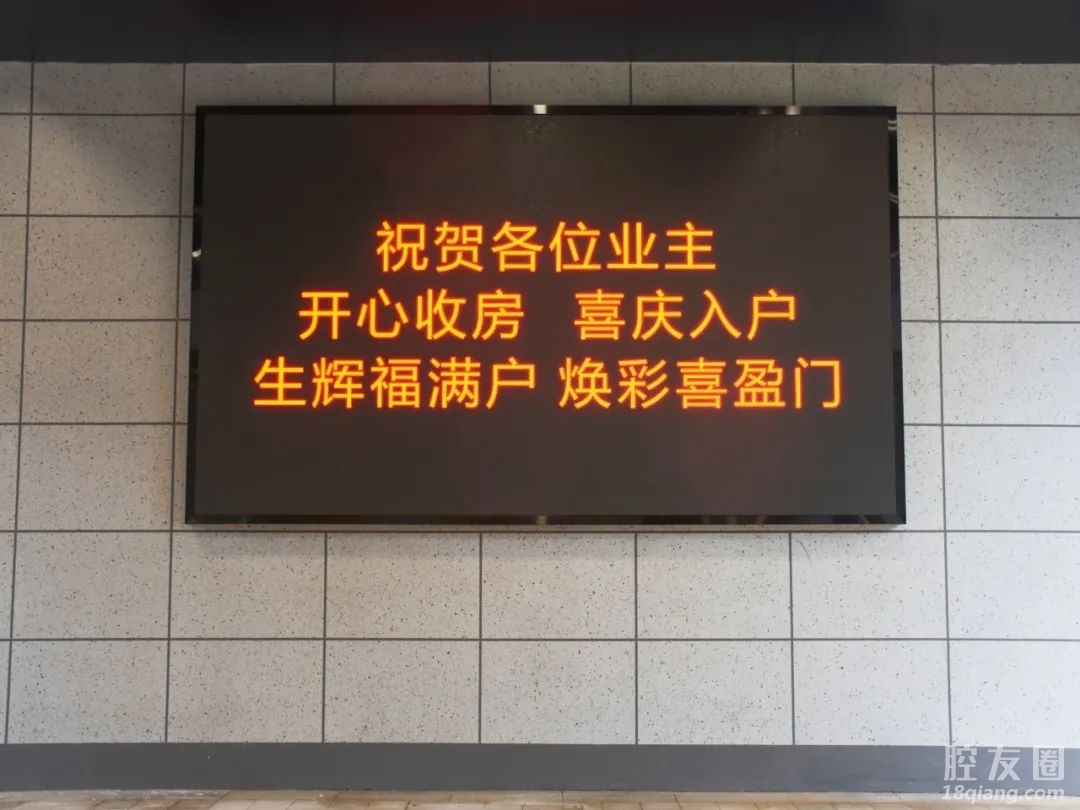 祝贺各位业主
开心收房 喜庆入户
生辉福满户 焕彩喜盈门
腔友圈
18qiang.com